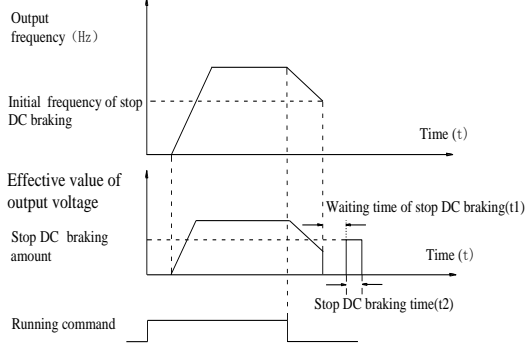 Output
frequency（Hz）
Initial frequency of stop
DC braking
Time (t)
Effective value of
output voltage
Waiting time of stop DC braking(t1)
Stop DC braking
amount
Time (t)
Stop DC braking time(t2)
Running command